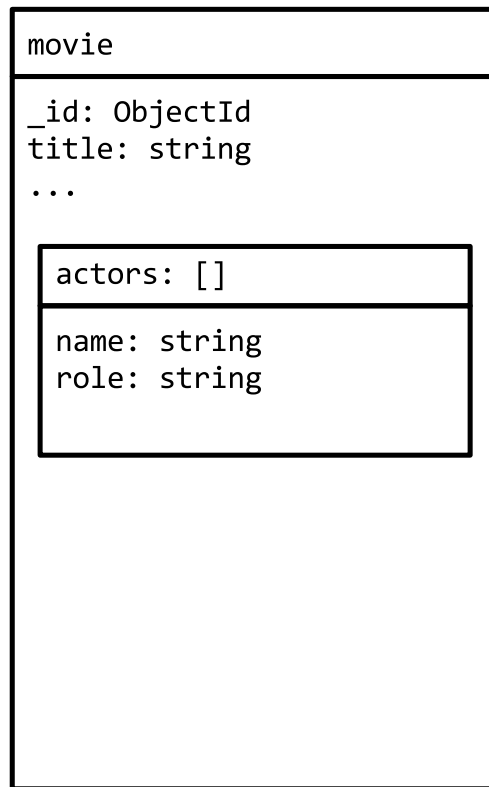 movie
_id: ObjectId
title: string
...
actors: []
name: string
role: string